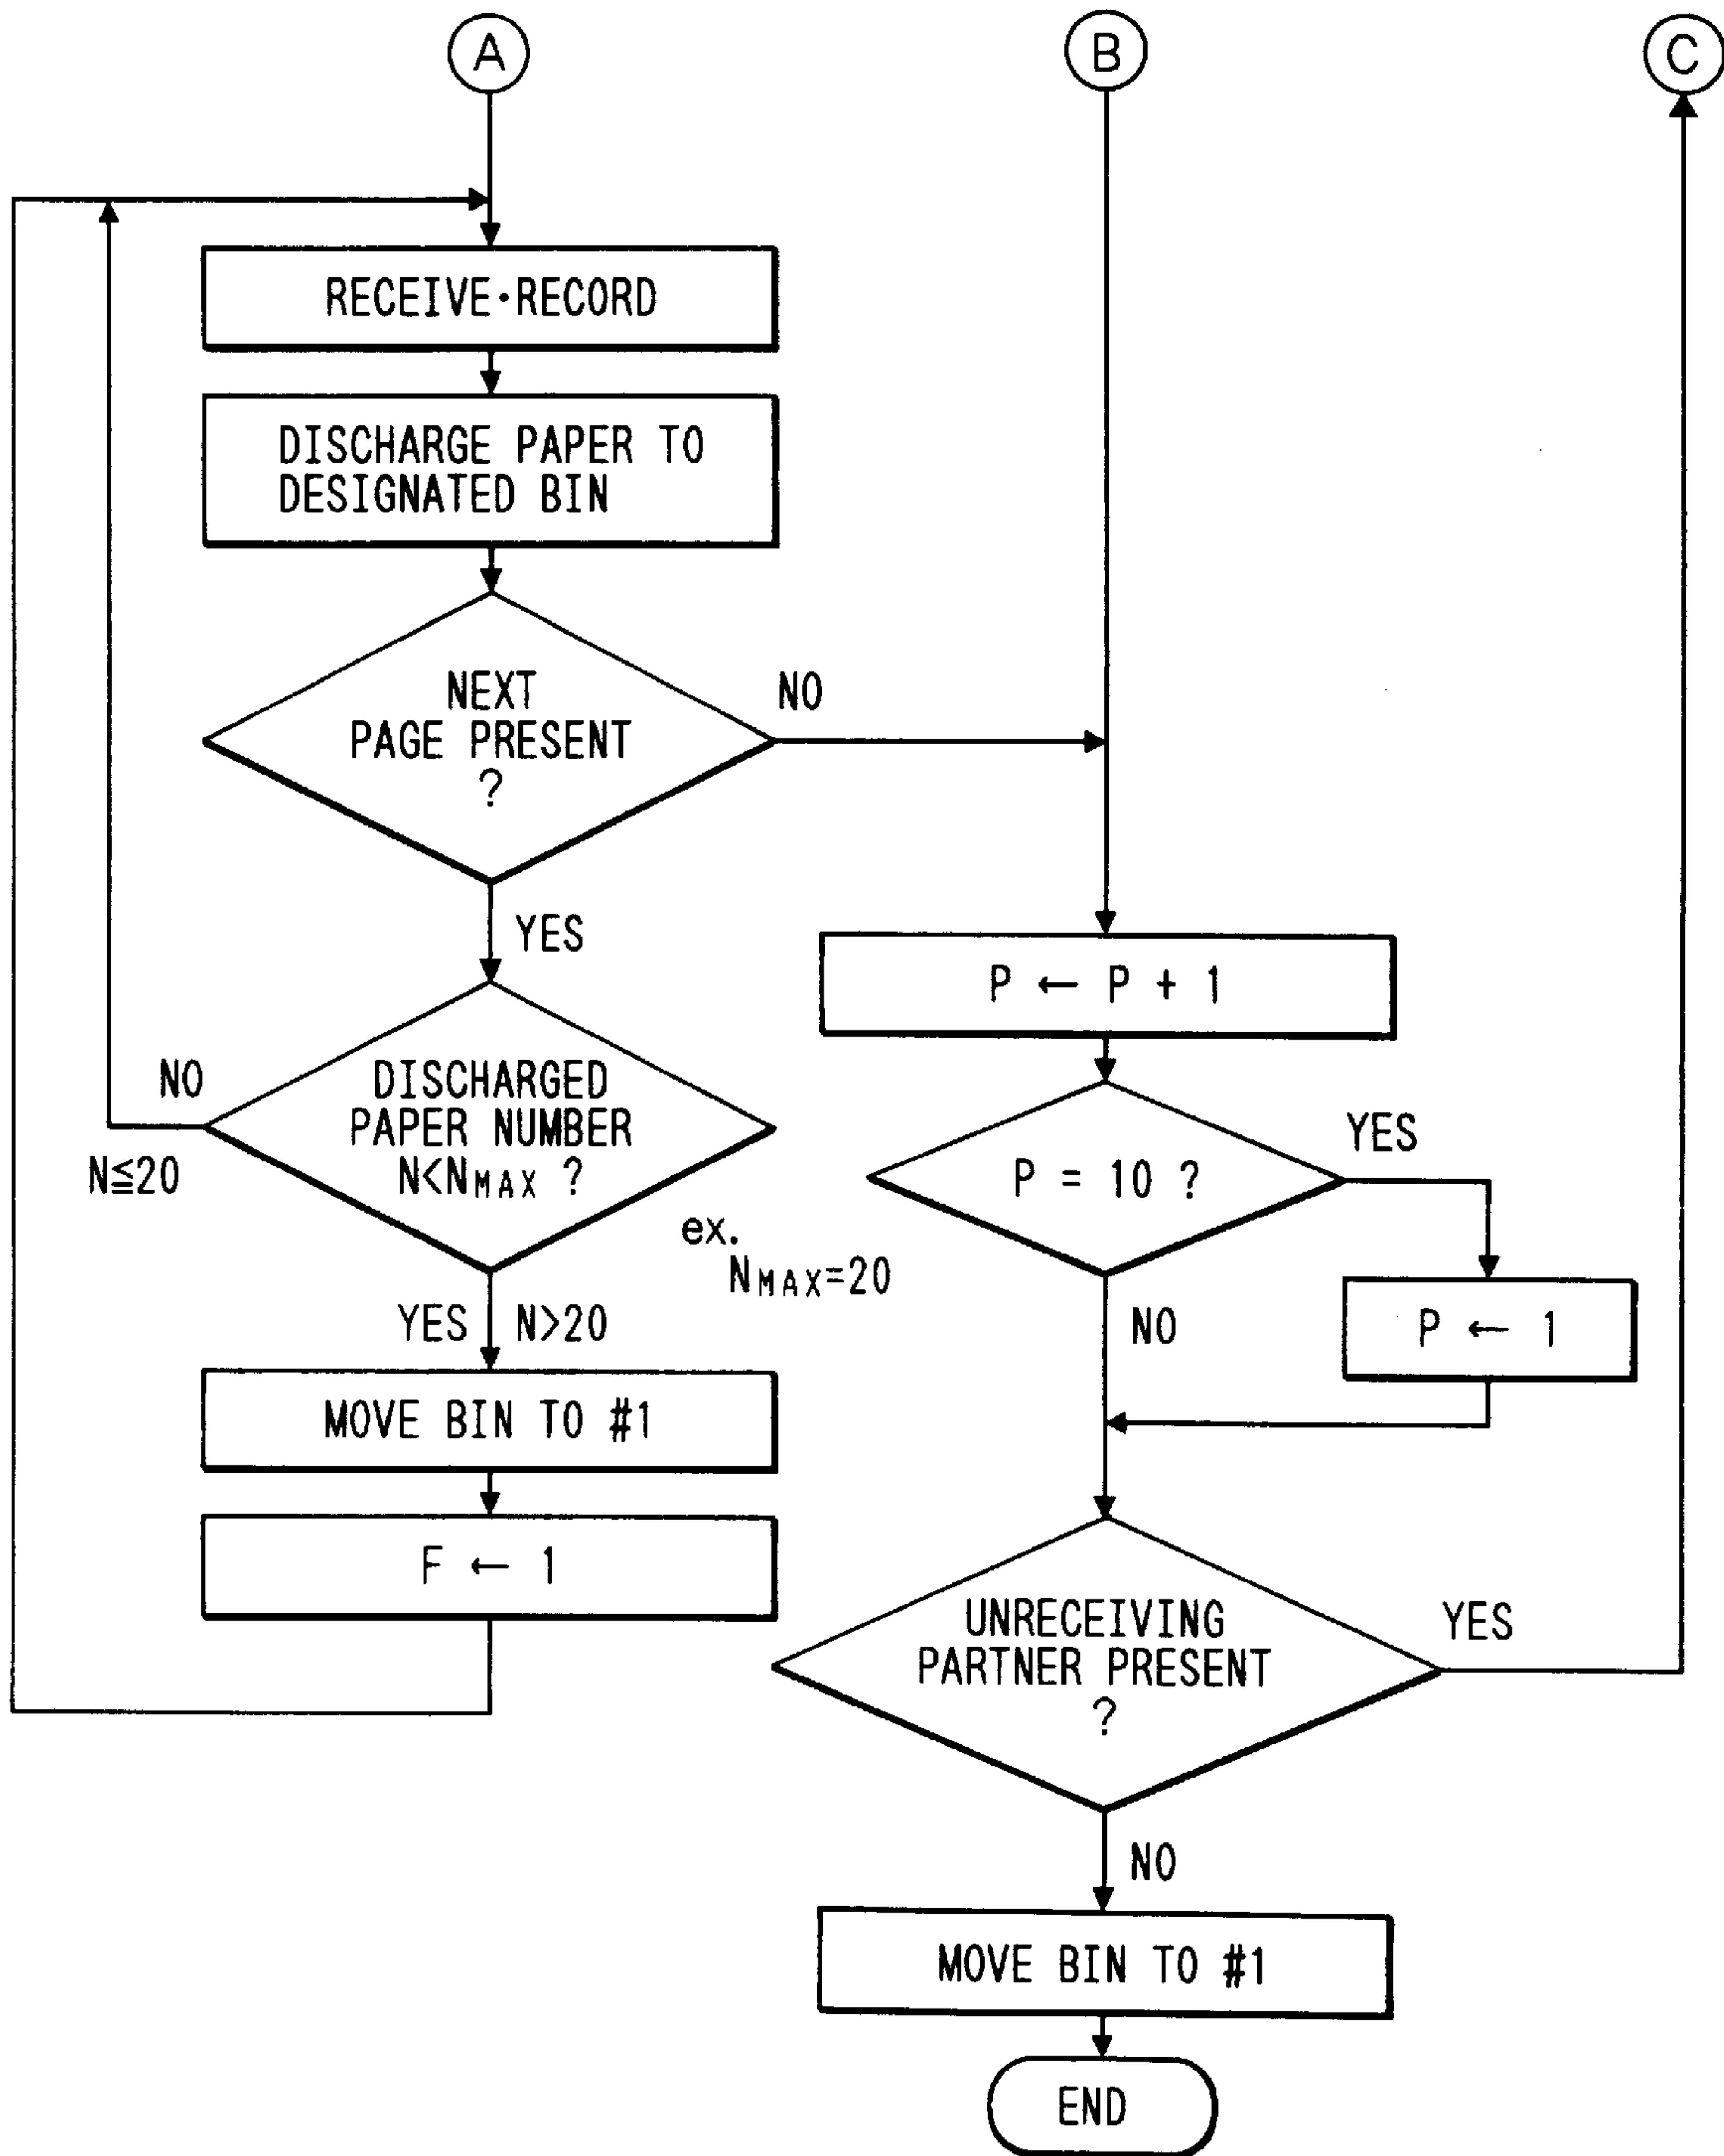 A
B
C
RECEIVE·RECORD
DISCHARGE PAPER TO
DESIGNATED BIN
NEXT
PAGE PRESENT
?
NO
YES
DISCHARGED
PAPER NUMBER
N<NMAX ?
NO
N≦20
ex.
NMAX=20
YES N>20
MOVE BIN TO #1
F ← 1
P ← P + 1
P = 10 ?
YES
NO
P ← 1
UNRECEIVING
PARTNER PRESENT
?
YES
NO
MOVE BIN TO #1
END